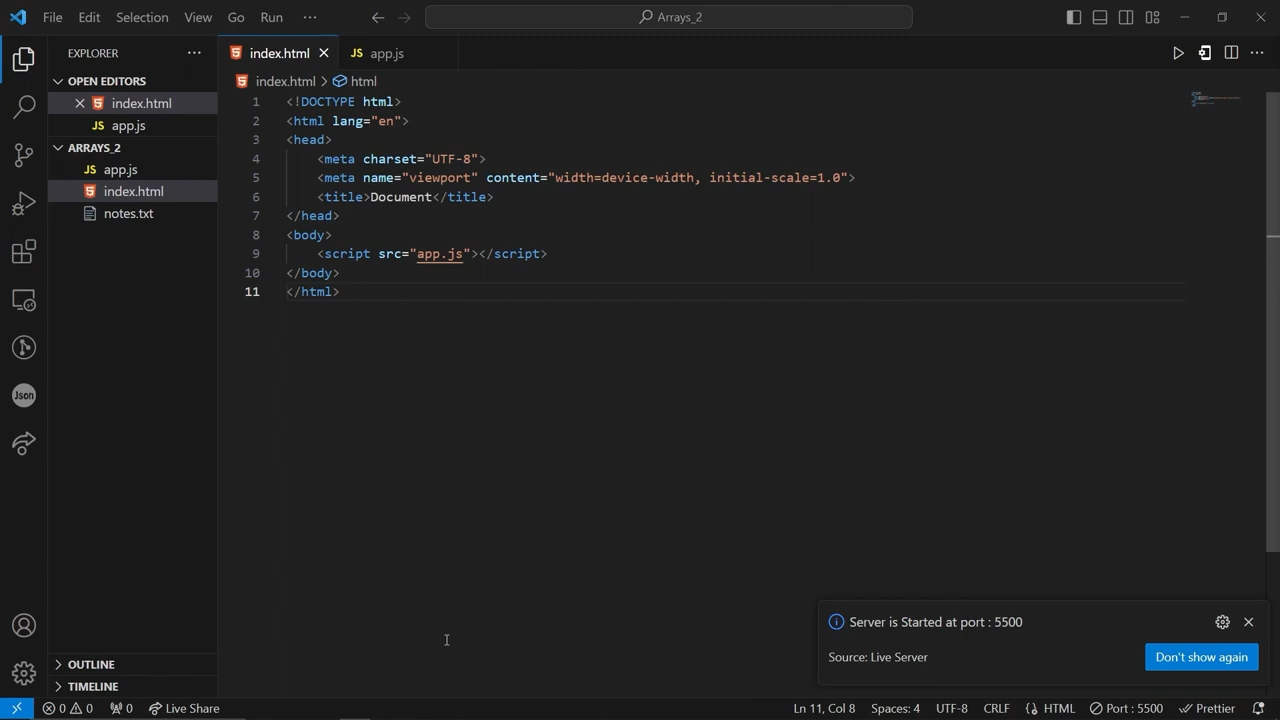 File Edit Selection View Go Run ··· Arrays_2
EXPLORER ···
OPEN EDITORS
index.html
JS app.js
ARRAYS_2
JS app.js
index.html
notes.txt
OUTLINE
TIMELINE
Json
index.html JS app.js
index.html > html
1 <!DOCTYPE html>
2 <html lang="en">
3 <head>
4 <meta charset="UTF-8">
5 <meta name="viewport" content="width=device-width, initial-scale=1.0">
6 <title>Document</title>
7 </head>
8 <body>
9 <script src="app.js"></script>
10 </body>
11 </html>
Server is Started at port : 5500
Source: Live Server
Don't show again
0 0 0 Live Share Ln 11, Col 8 Spaces: 4 UTF-8 CRLF HTML Port : 5500 Prettier